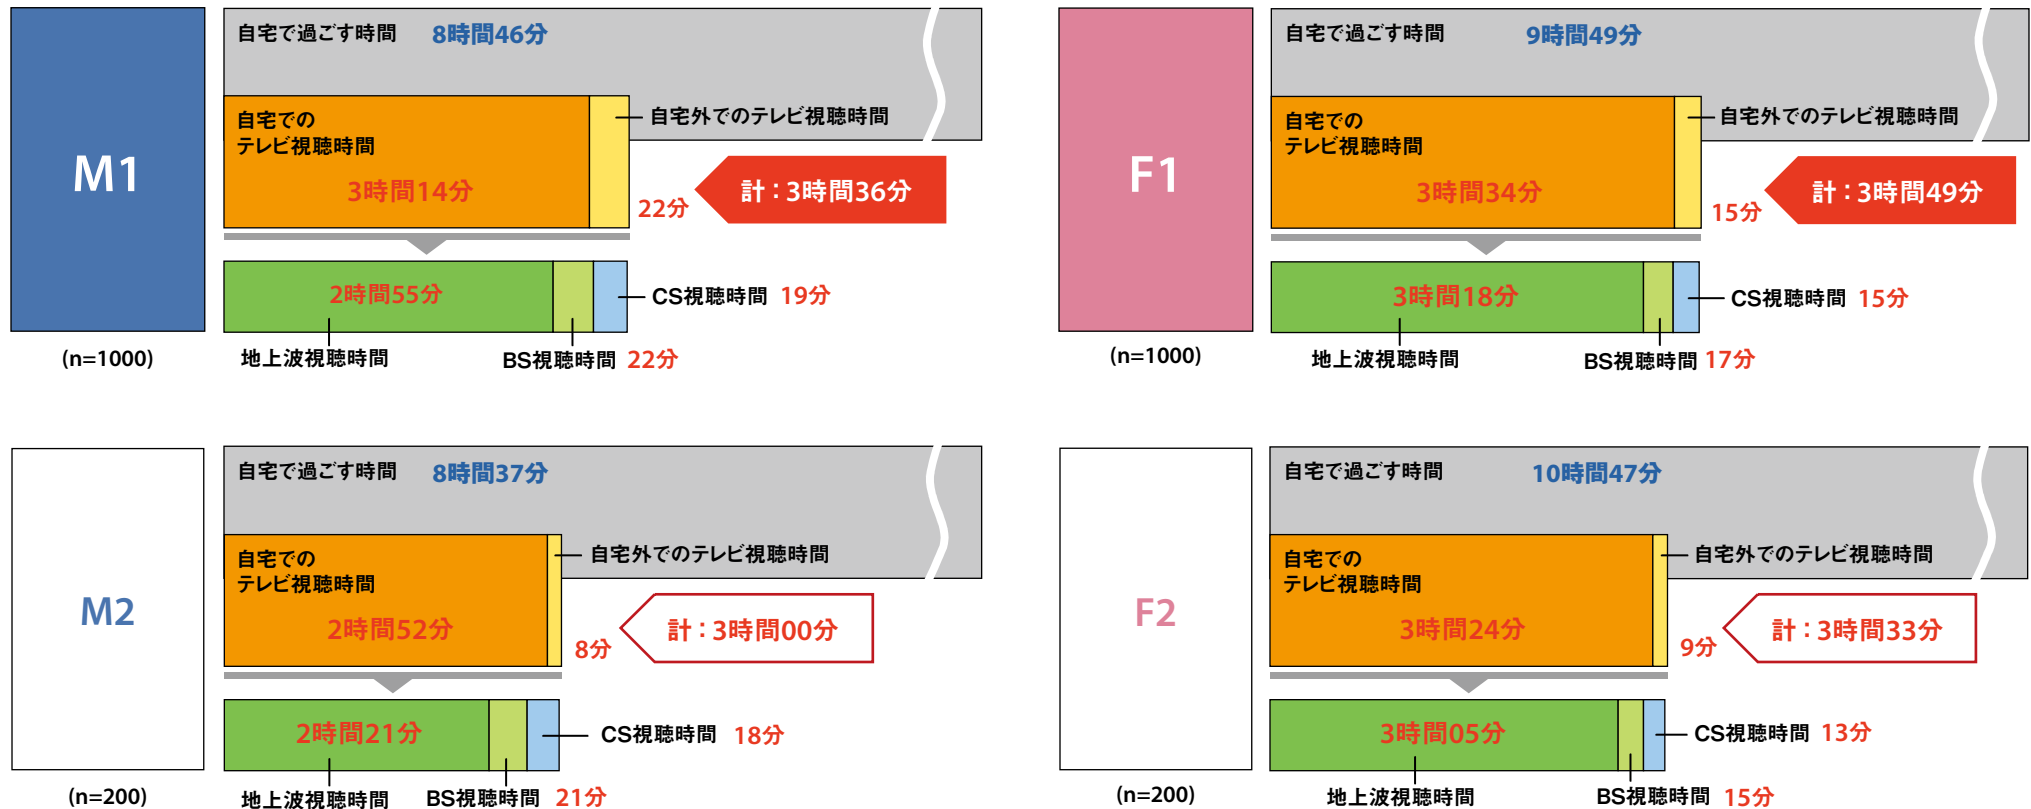 M1
(n=1000)
自宅で過ごす時間 8時間46分
自宅での
テレビ視聴時間
3時間14分
自宅外でのテレビ視聴時間
22分
計：3時間36分
2時間55分
CS視聴時間 19分
地上波視聴時間
BS視聴時間 22分
F1
(n=1000)
自宅で過ごす時間 9時間49分
自宅での
テレビ視聴時間
3時間34分
自宅外でのテレビ視聴時間
15分
計：3時間49分
3時間18分
CS視聴時間 15分
地上波視聴時間
BS視聴時間 17分
M2
(n=200)
自宅で過ごす時間 8時間37分
自宅での
テレビ視聴時間
2時間52分
自宅外でのテレビ視聴時間
8分
計：3時間00分
2時間21分
CS視聴時間 18分
地上波視聴時間
BS視聴時間 21分
F2
(n=200)
自宅で過ごす時間 10時間47分
自宅での
テレビ視聴時間
3時間24分
自宅外でのテレビ視聴時間
9分
計：3時間33分
3時間05分
CS視聴時間 13分
地上波視聴時間
BS視聴時間 15分